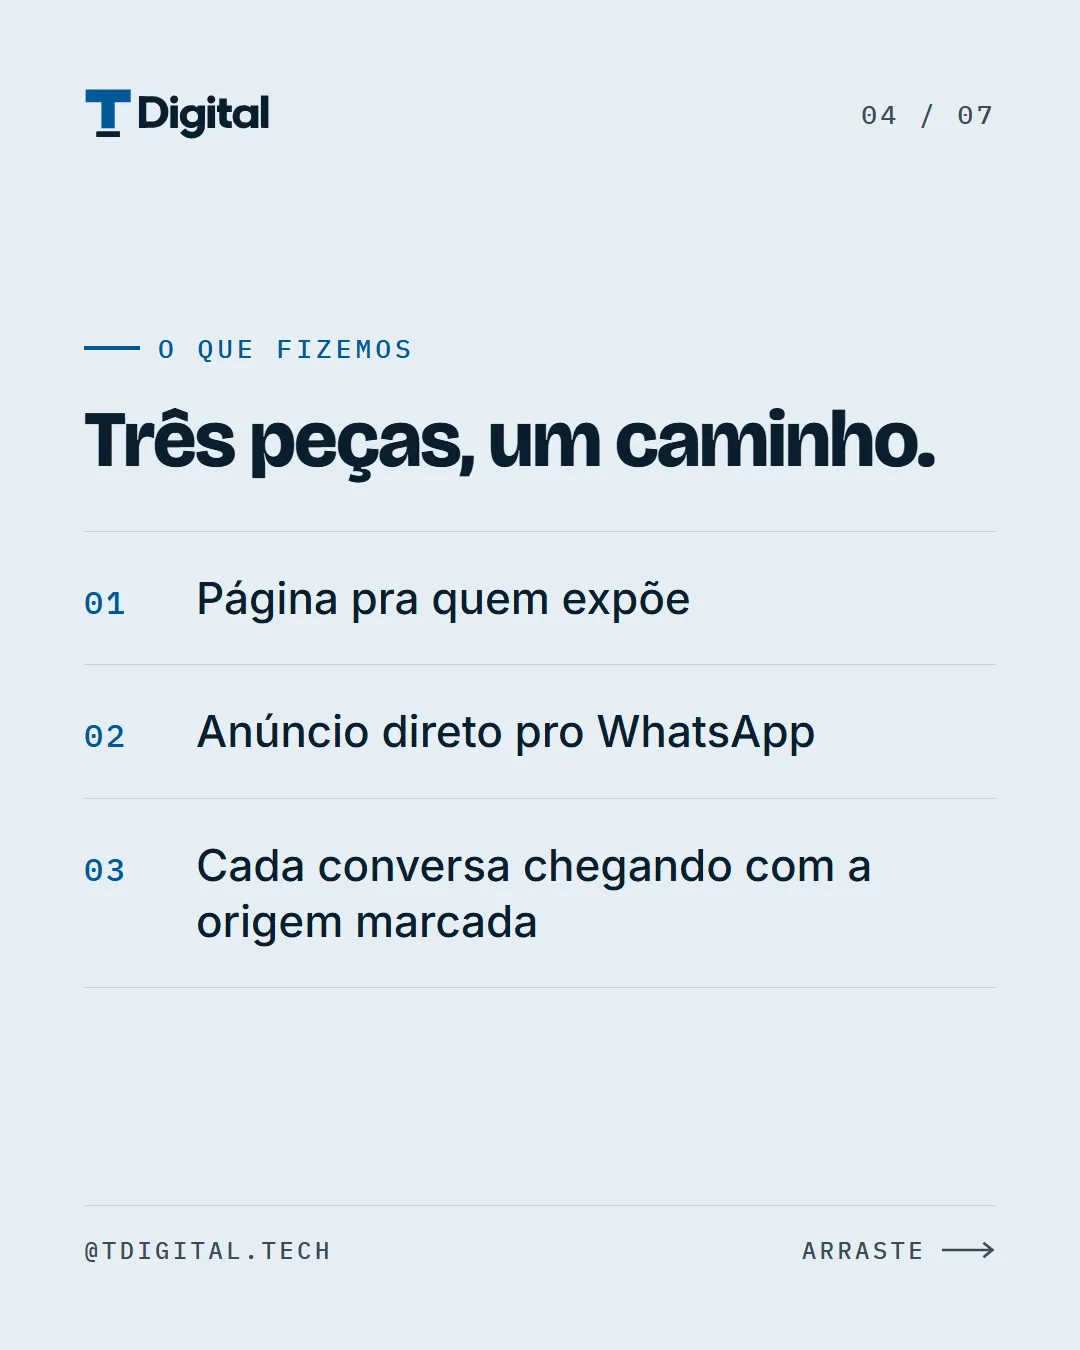 T Digital
04 / 07
O QUE FIZEMOS
Três peças, um caminho.
01 Página pra quem expõe
02 Anúncio direto pro WhatsApp
03 Cada conversa chegando com a
origem marcada
@TDIGITAL.TECH
ARRASTE